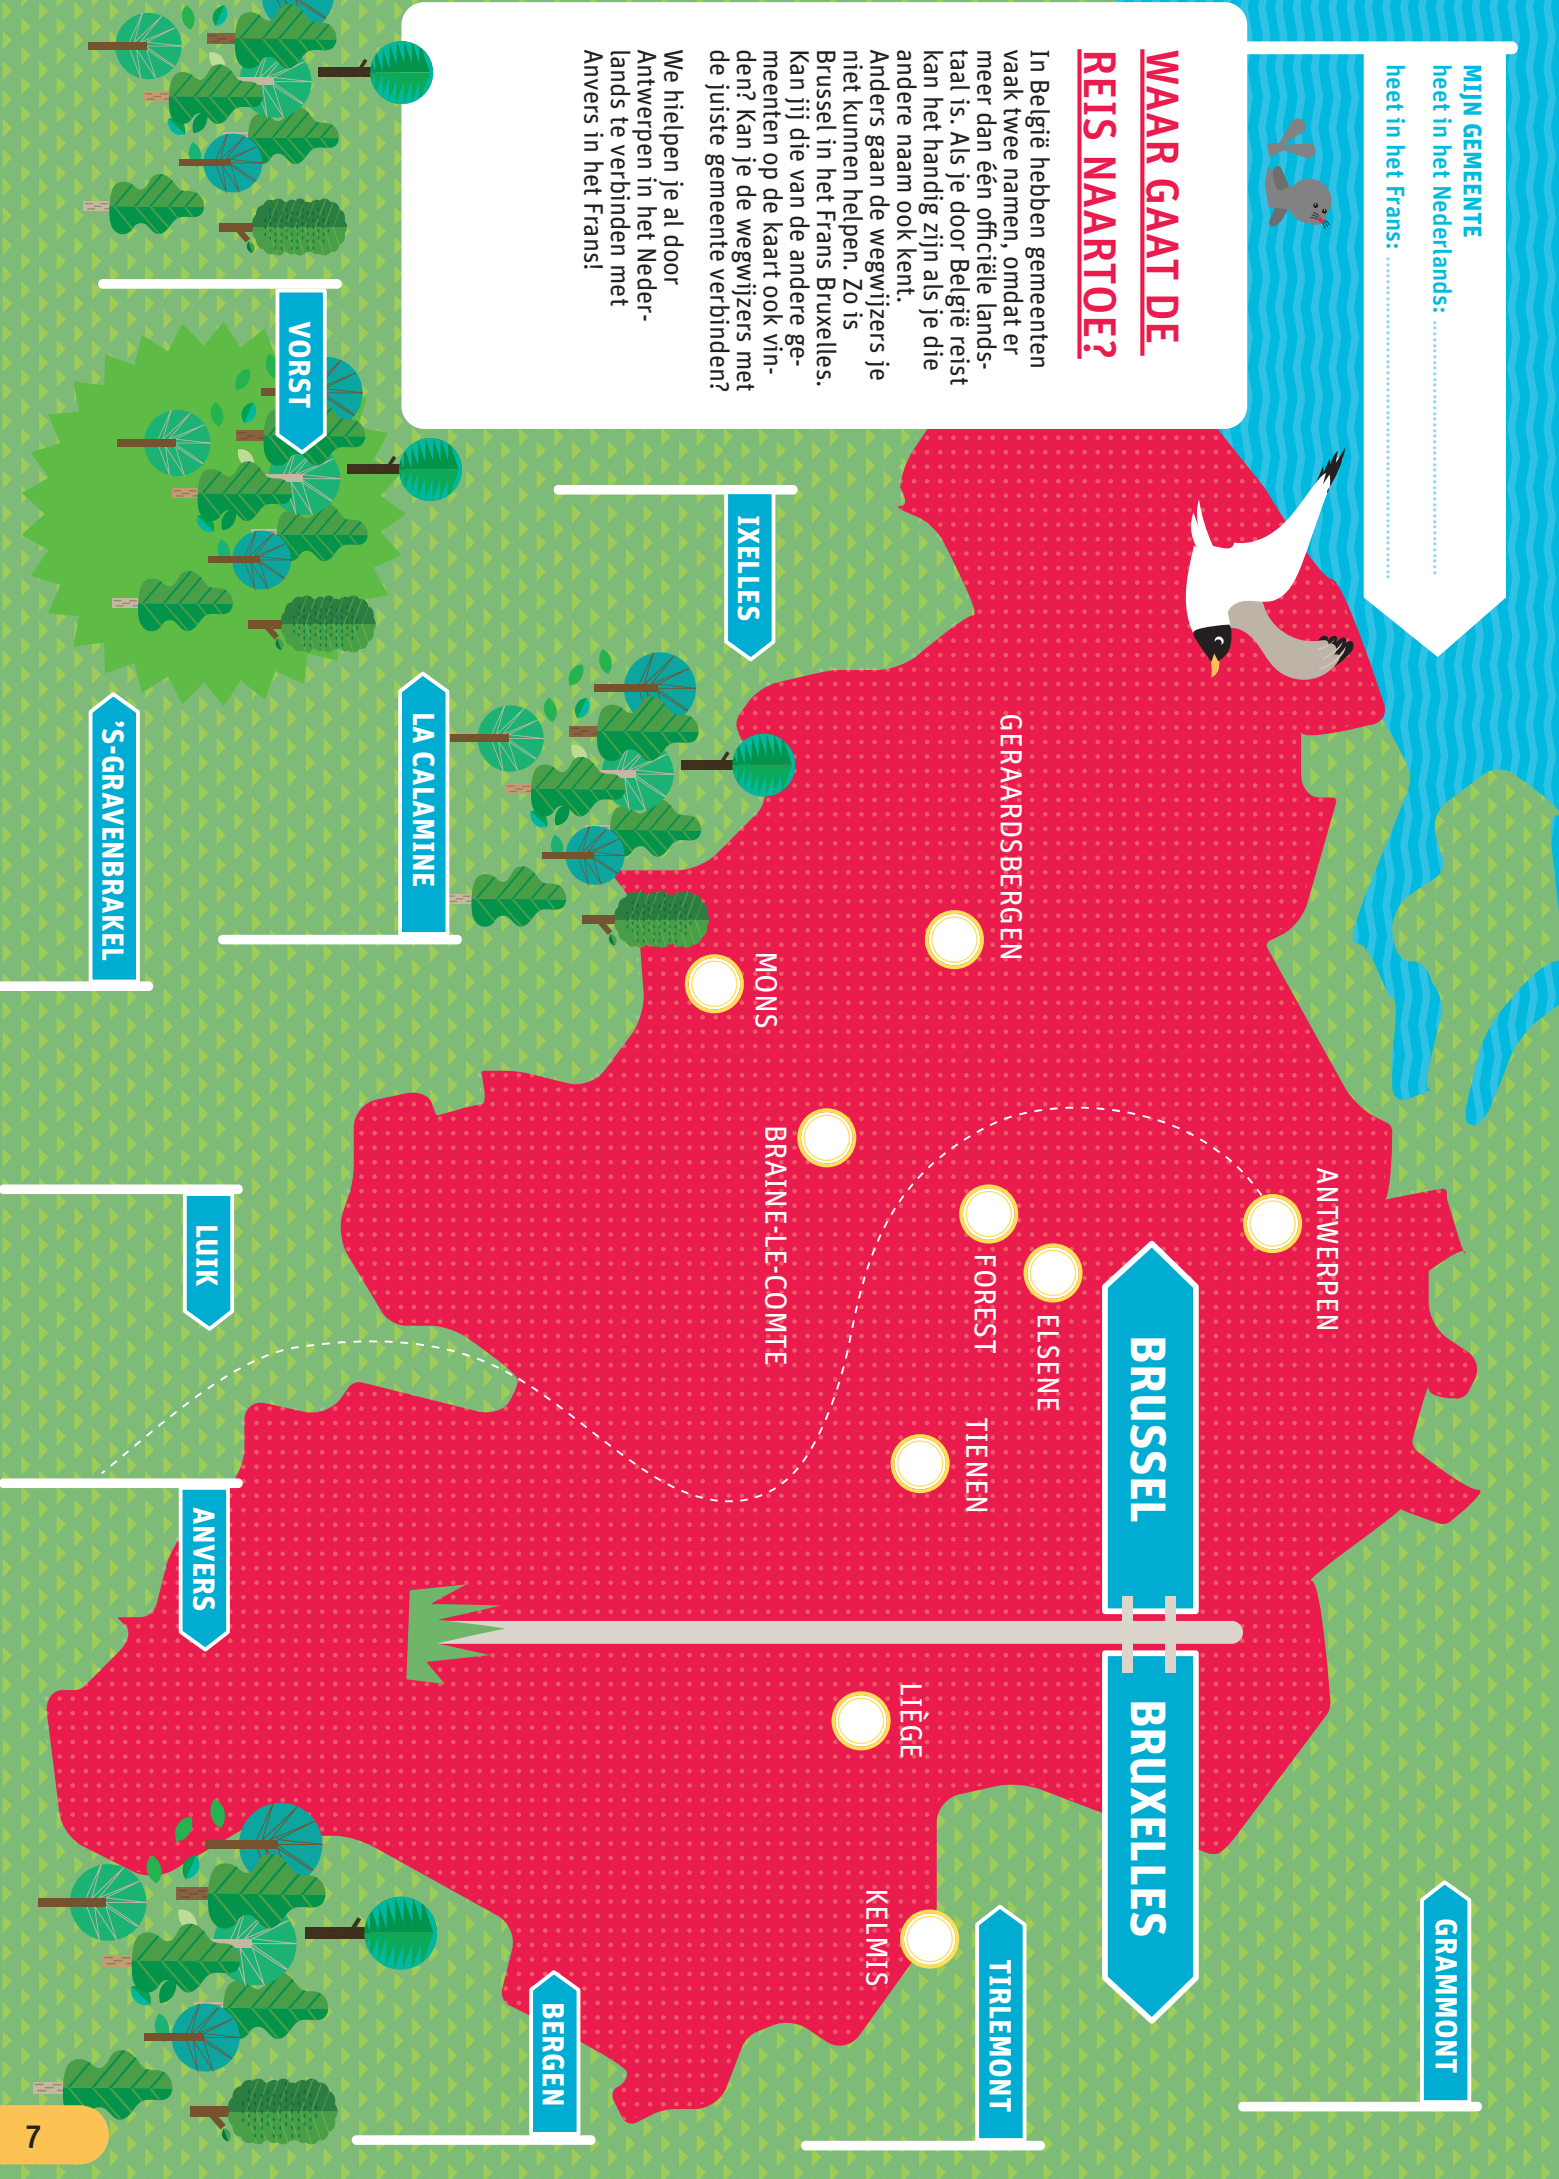 MIJN GEMEENTE
heet in het Nederlands:
heet in het Frans:
WAAR GAAT DE
REIS NAARTOE?
In België hebben gemeenten
vaak twee namen, omdat er
meer dan één officiële lands-
taal is. Als je door België reist
kan het handig zijn als je die
andere naam ook kent.
Anders gaan de wegwijzers je
niet kunnen helpen. Zo is
Brussel in het Frans Bruxelles.
Kan jij die van de andere ge-
meenten op de kaart ook vin-
den? Kan je de wegwijzers met
de juiste gemeente verbinden?
We hielpen je al door
Antwerpen in het Neder-
lands te verbinden met
Anvers in het Frans!
VORST
IXELLES
GERAARDSBERGEN
LA CALAMINE
'S-GRAVENBRAKEL
MONS
ANTWERPEN
BRAINE-LE-COMTE
FOREST
ELSENE
LUIK
BRUSSEL
TIENEN
ANVERS
BRUXELLES
LIÈGE
KELMIS
GRAMMONT
TIRLEMONT
BERGEN
7